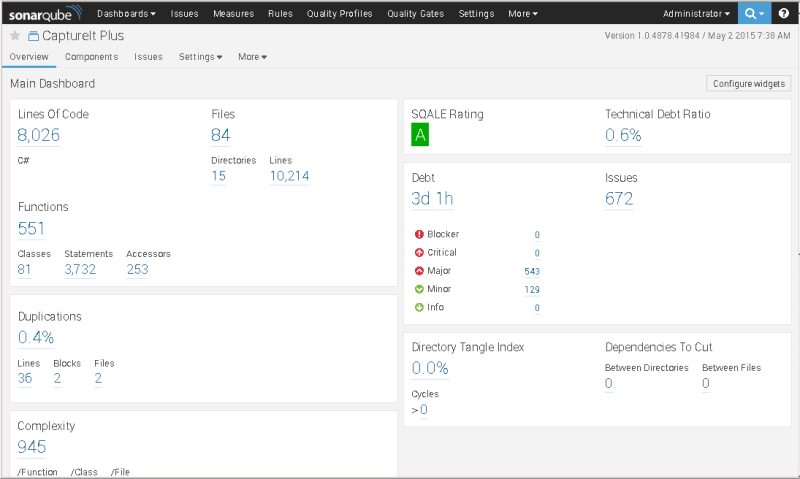 sonarqube Dashboards Issues Measures Rules Quality Profiles Quality Gates Settings More Administrator ?
CaptureIt Plus Version 1.0.4878.41984 / May 2 2015 7:38 AM
Overview Components Issues Settings More
Main Dashboard Configure widgets
Lines Of Code Files
8,026 84
C# Directories Lines
15 10,214
Functions
551
Classes Statements Accessors
81 3,732 253
Duplications
0.4%
Lines Blocks Files
36 2 2
Complexity
945
/Function /Class /File
SQALE Rating Technical Debt Ratio
A 0.6%
Debt Issues
3d 1h 672
Blocker 0
Critical 0
Major 543
Minor 129
Info 0
Directory Tangle Index Dependencies To Cut
0.0% Between Directories Between Files
0 0
Cycles
> 0